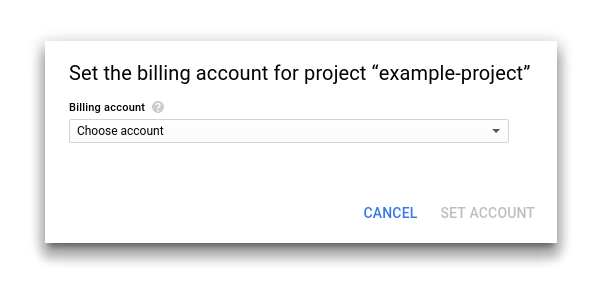 Set the billing account for project “example-project”
Billing account ?
Choose account
CANCEL SET ACCOUNT